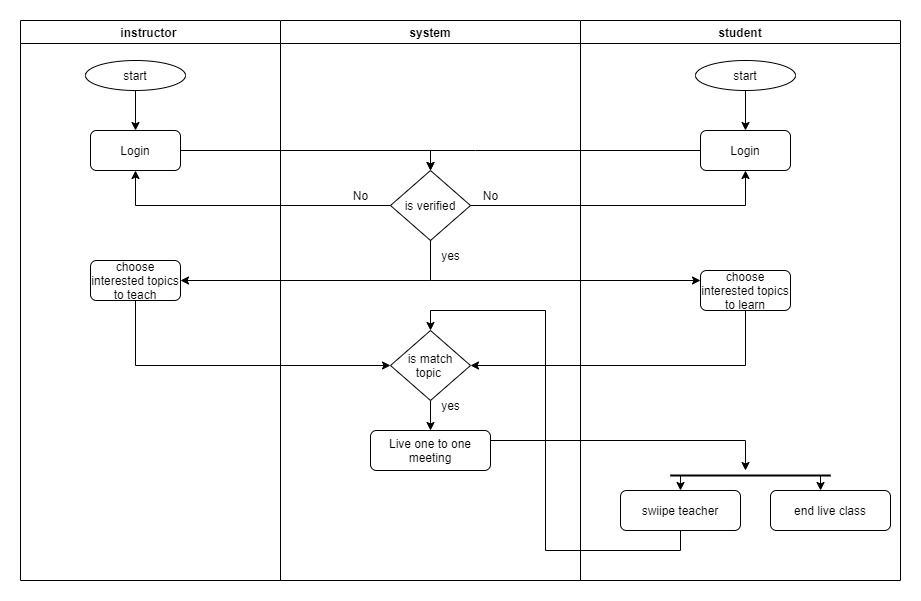 instructor
system
student
start
start
Login
Login
No
No
is verified
yes
choose
interested topics
to teach
choose
interested topics
to learn
is match
topic
yes
Live one to one
meeting
swiipe teacher
end live class